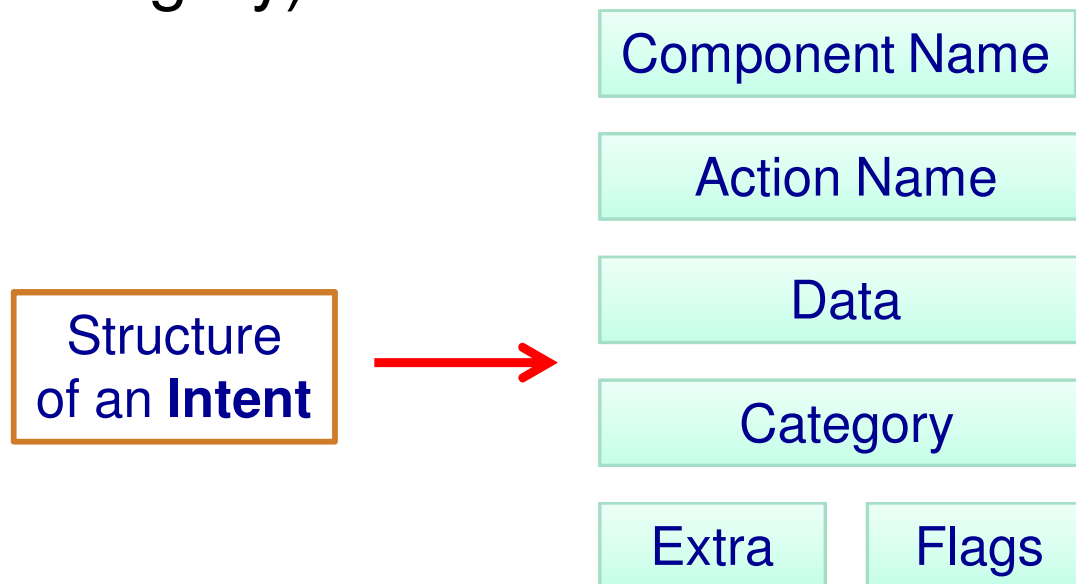 Component Name
Action Name
Data
Structure
of an Intent
Category
Extra
Flags